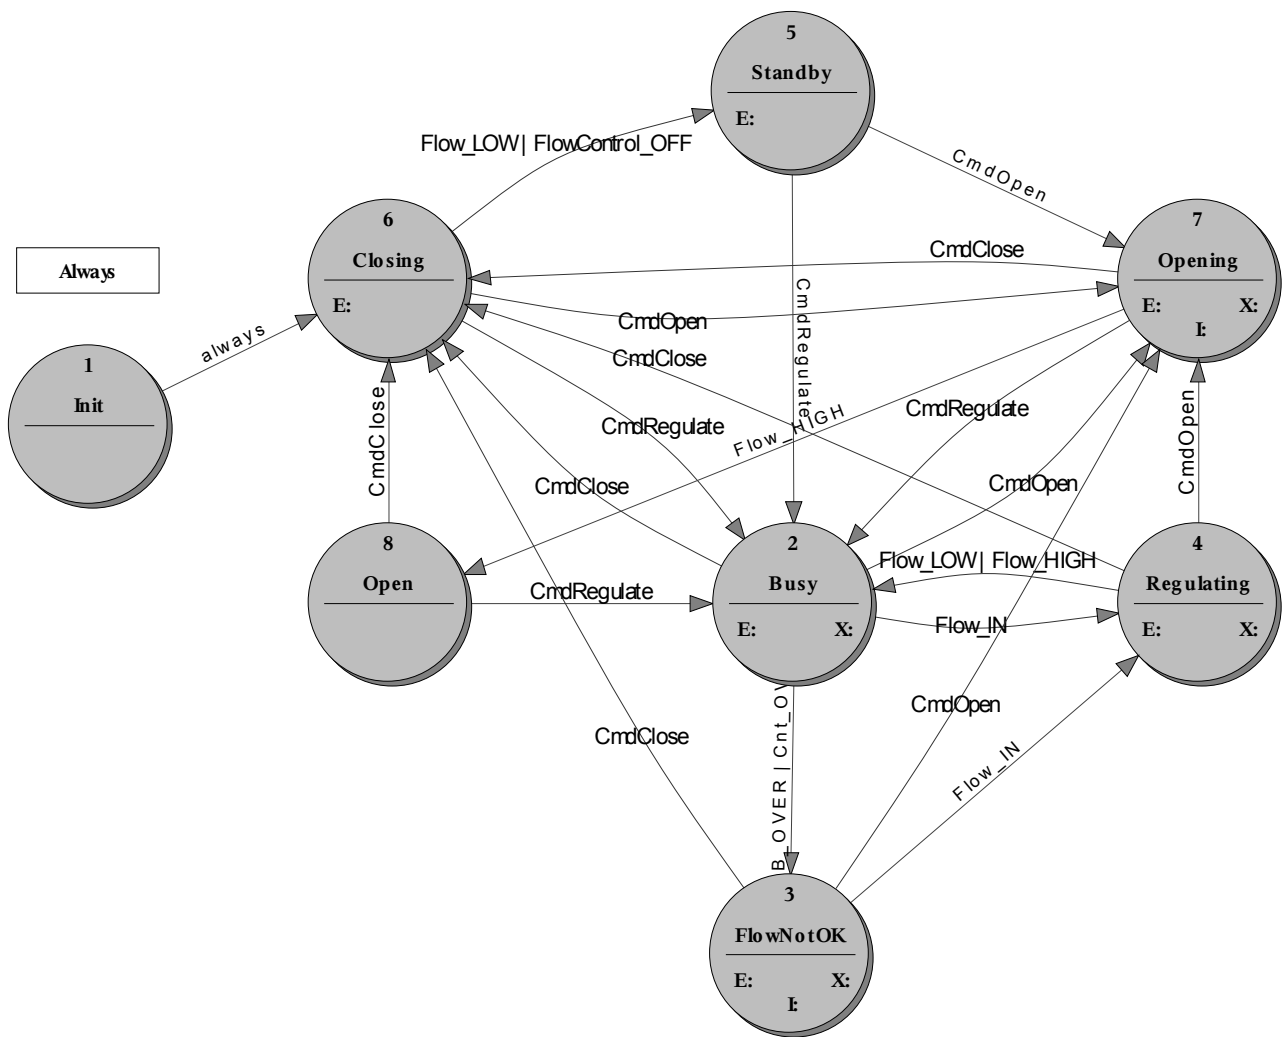 5
Standby
E:
Flow_LOW| FlowControl_OFF
CmdOpen
6
Closing
E:
7
Opening
E: X:
I:
Always
CmdClose
CmdOpen
CmdRegulate
CmdClose
always
1
Init
CmdClose
CmdRegulate
Flow_HIGH
CmdRegulate
CmdClose
CmdOpen
CmdOpen
8
Open
2
Busy
E: X:
4
Regulating
E: X:
Flow_LOW| Flow_HIGH
CmdRegulate
Flow_IN
CmdClose
B_OVER|Cnt_OV
CmdOpen
Flow_IN
3
FlowNotOK
E: X:
I: